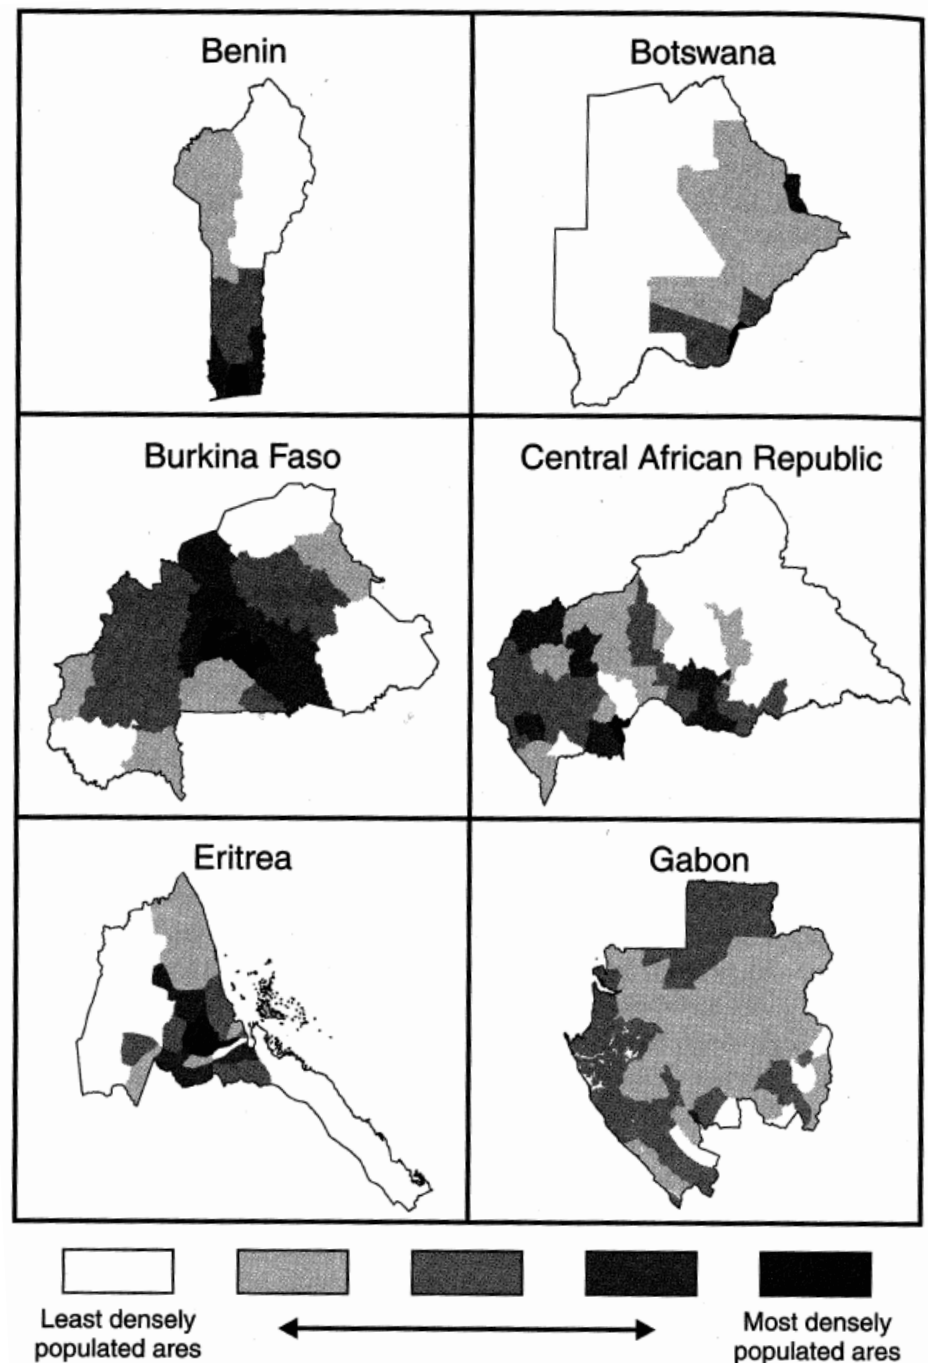 Benin
Botswana
Burkina Faso
Central African Republic
Eritrea
Gabon
Least densely
populated ares
Most densely
populated ares